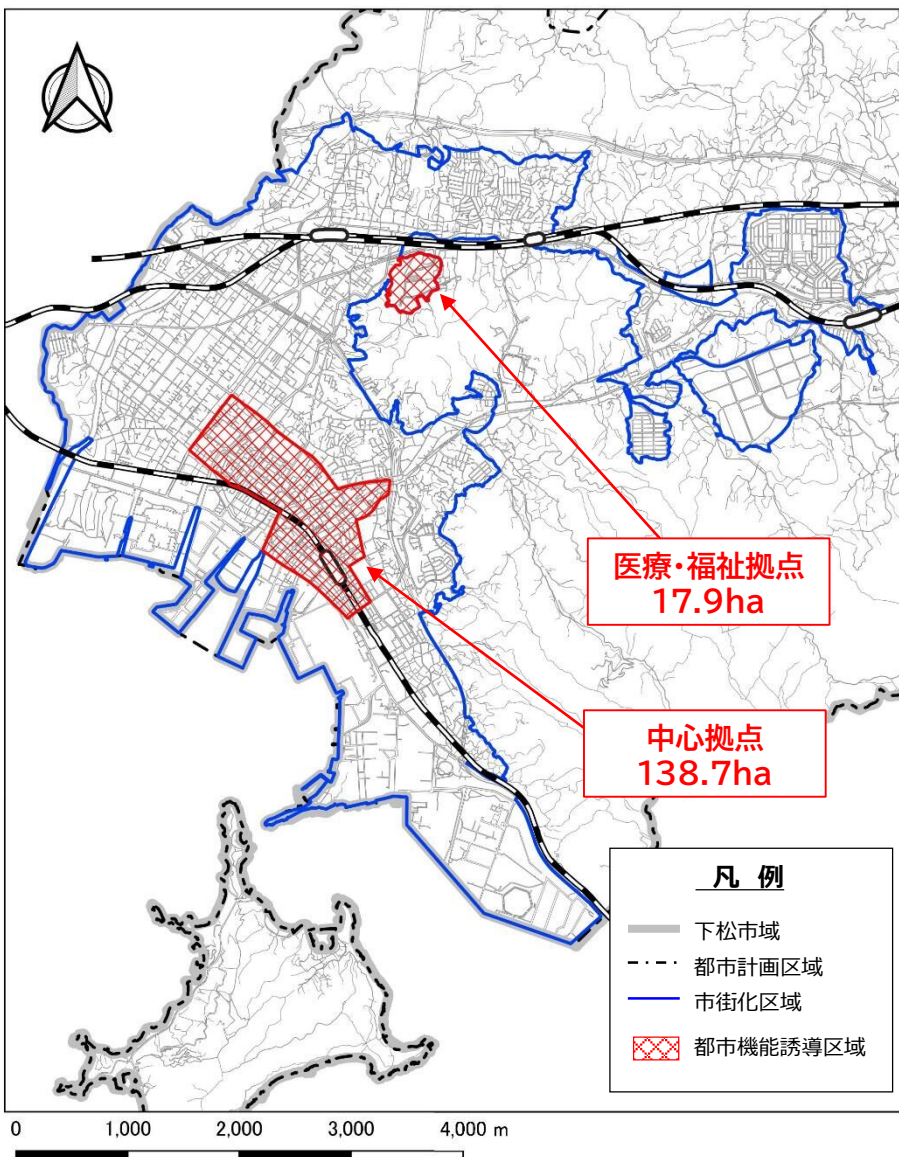 医療・福祉拠点
17.9ha
中心拠点
138.7ha
凡 例
下松市域
都市計画区域
市街化区域
都市機能誘導区域
0 1,000 2,000 3,000 4,000 m